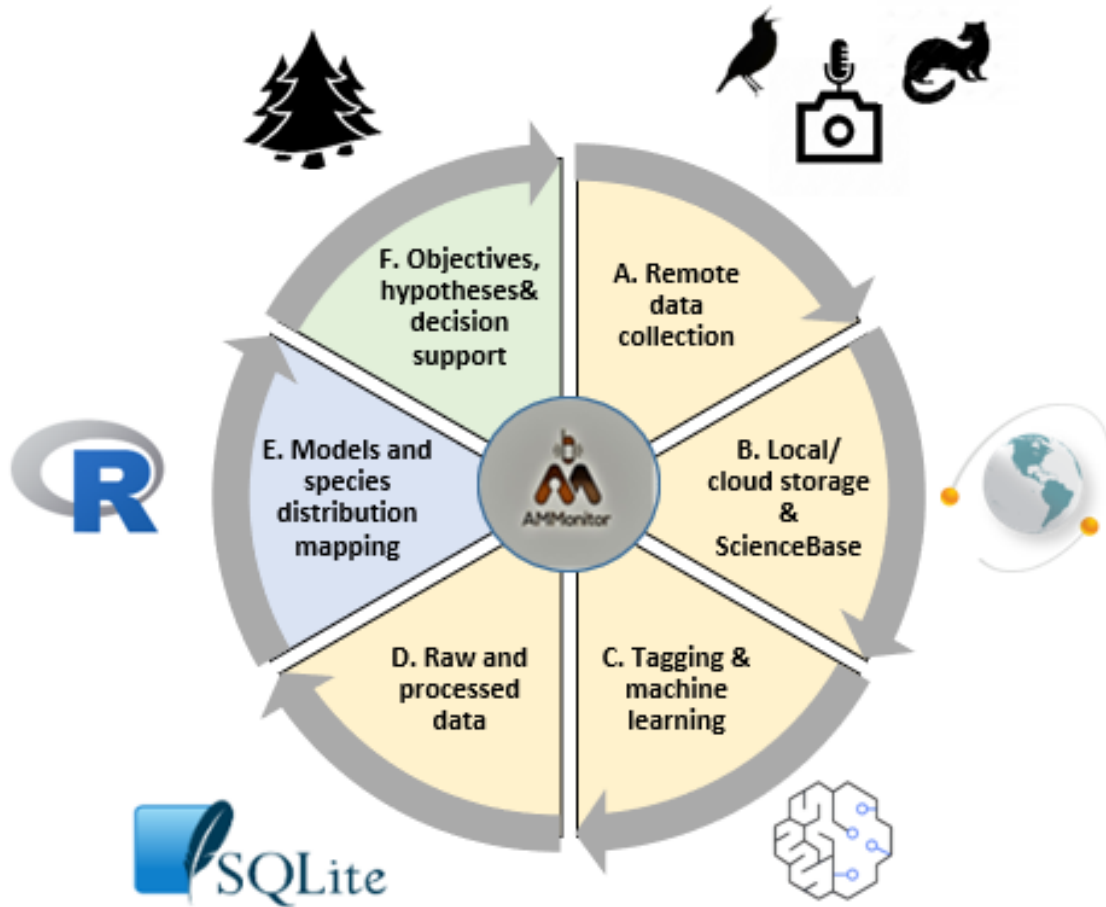 F. Objectives,
hypotheses&
decision
support
A. Remote
data
collection
E. Models and
species
distribution
mapping
B. Local/
cloud storage
&
ScienceBase
AMMonitor
D. Raw and
processed
data
C. Tagging &
machine
learning
R
SQLite